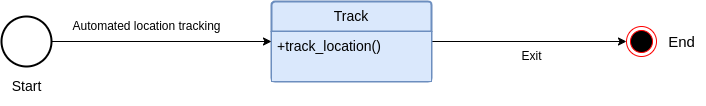 Track
Automated location tracking
+track_location()
End
Exit
Start